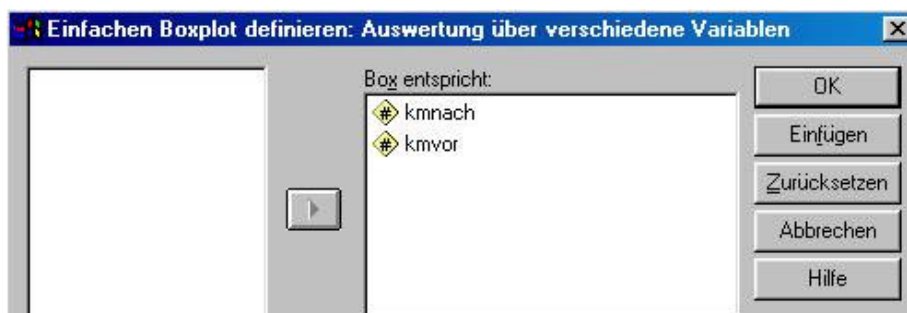 Einfachen Boxplot definieren: Auswertung über verschiedene Variablen
Box entspricht:
# kmnach
# kmvor
OK
Einfügen
Zurücksetzen
Abbrechen
Hilfe